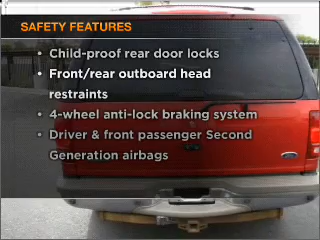 SAFETY FEATURES
• Child-proof rear door locks
• Front/rear outboard head
restraints
• 4-wheel anti-lock braking system
• Driver & front passenger Second
Generation airbags